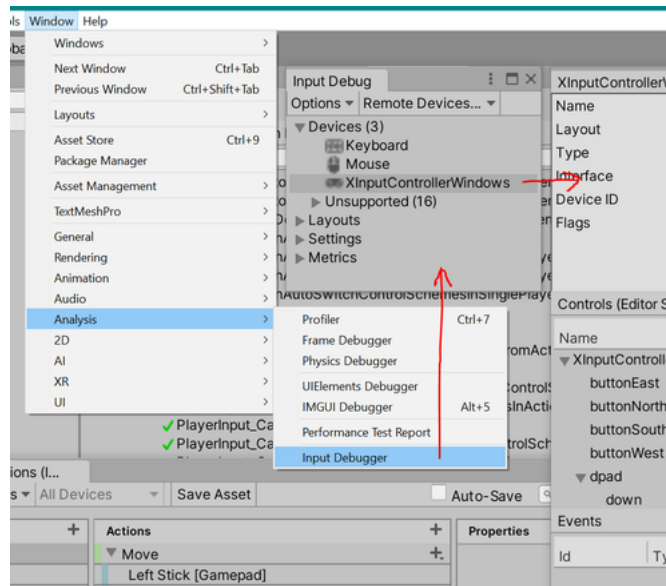 Window Help
Windows
Next Window Ctrl+Tab
Previous Window Ctrl+Shift+Tab
Layouts
Asset Store Ctrl+9
Package Manager
Asset Management
TextMeshPro
General
Rendering
Animation
Audio
Analysis
2D
AI
XR
UI
Profiler Ctrl+7
Frame Debugger
Physics Debugger
UIElements Debugger
IMGUI Debugger Alt+5
Performance Test Report
Input Debugger
Input Debug
Options Remote Devices...
Devices (3)
Keyboard
Mouse
XInputControllerWindows
Unsupported (16)
Layouts
Settings
Metrics
XInputControllerW
Name
Layout
Type
Interface
Device ID
Flags
Controls (Editor S
Name
XInputControll
buttonEast
buttonNorth
buttonSouth
buttonWest
dpad
down
Events
Id Ty
nAutoSwitchControlSchemesInSinglePlaye
PlayerInput_Ca
PlayerInput_Ca
ions (I...
All Devices Save Asset Auto-Save
Actions Properties
Move
Left Stick [Gamepad]